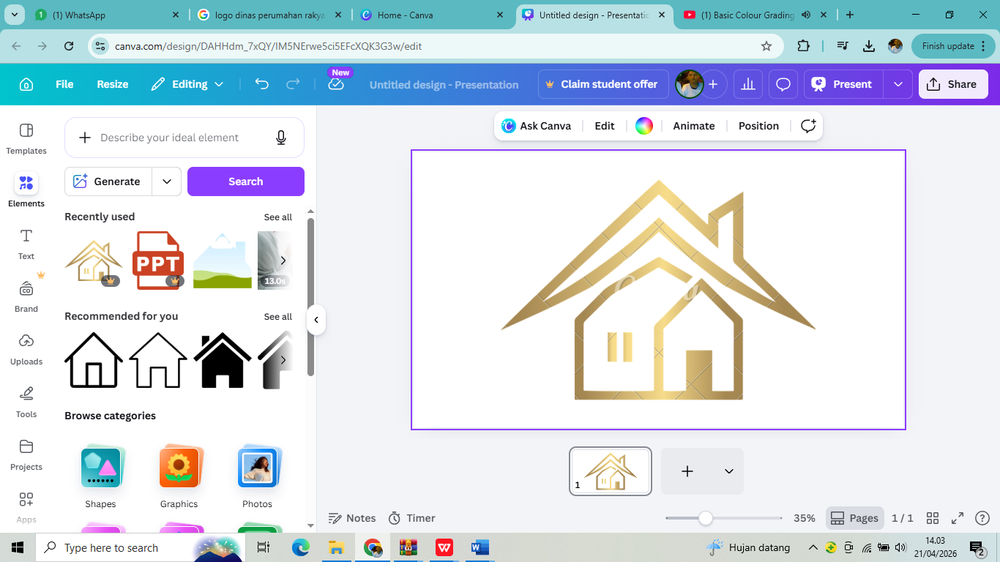 (1) WhatsApp
logo dinas perumahan rakya
Home - Canva
Untitled design - Presentatio
(1) Basic Colour Grading
canva.com/design/DAHHdm_7xQY/IM5NErwe5ci5EFcXQK3G3w/edit
Finish update
File
Resize
Editing
New
Untitled design - Presentation
Claim student offer
Present
Share
Templates
Elements
Text
Brand
Uploads
Tools
Projects
Apps
Describe your ideal element
Generate
Search
Recently used
See all
PPT
13.0s
Recommended for you
See all
Browse categories
Shapes
Graphics
Photos
Ask Canva
Edit
Animate
Position
1
Notes
Timer
35%
Pages
1 / 1
Type here to search
Hujan datang
14.03
21/04/2026
2